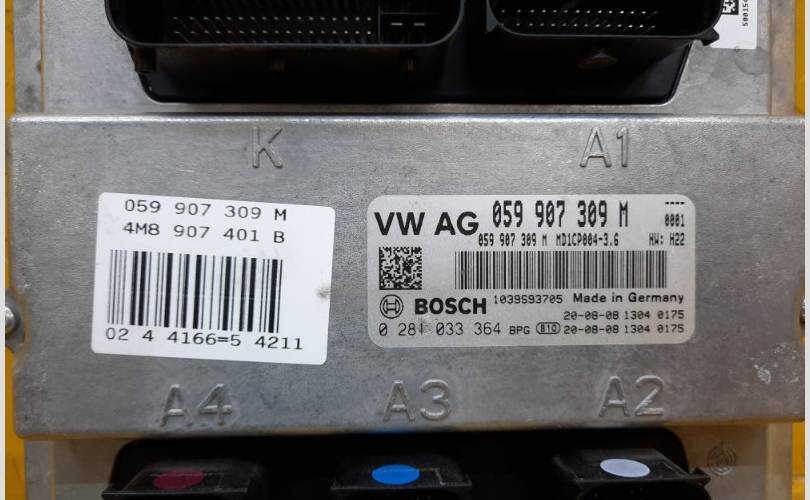 K A1
059 907 309 M
4M8 907 401 B
02 4 4166=5 4211
VW AG 059 907 309 M
----
0001
059 907 309 M MD1CP004-3.6 HW: H22
BOSCH 1039S93705 Made in Germany
20-08-08 1304 0175
0 281 033 364 BPG 810 20-08-08 1304 0175
A4 A3 A2